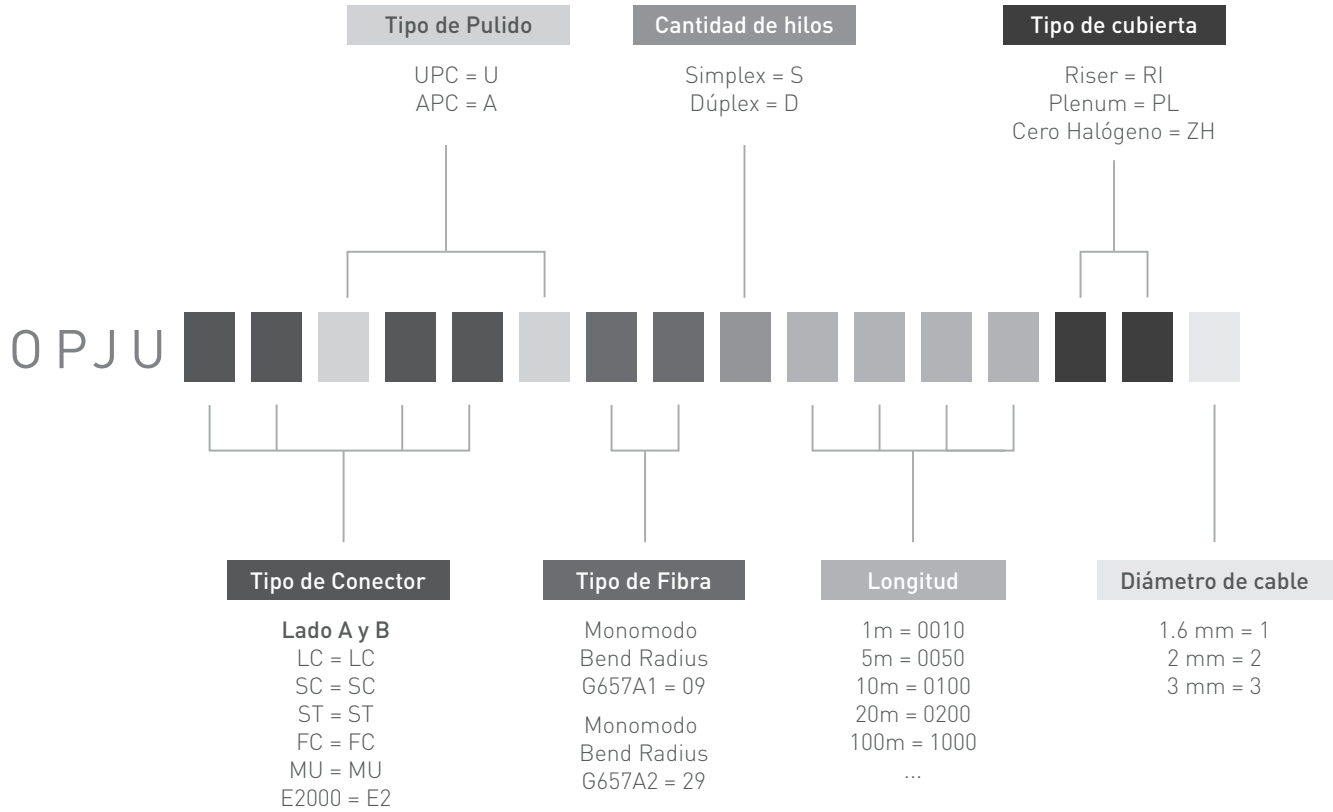 Tipo de Pulido
UPC = U
APC = A
Cantidad de hilos
Simplex = S
Dúplex = D
Tipo de cubierta
Riser = RI
Plenum = PL
Cero Halógeno = ZH
OPJU
Tipo de Conector
Lado A y B
LC = LC
SC = SC
ST = ST
FC = FC
MU = MU
E2000 = E2
Tipo de Fibra
Monomodo
Bend Radius
G657A1 = 09
Monomodo
Bend Radius
G657A2 = 29
Longitud
1m = 0010
5m = 0050
10m = 0100
20m = 0200
100m = 1000
...
Diámetro de cable
1.6 mm = 1
2 mm = 2
3 mm = 3